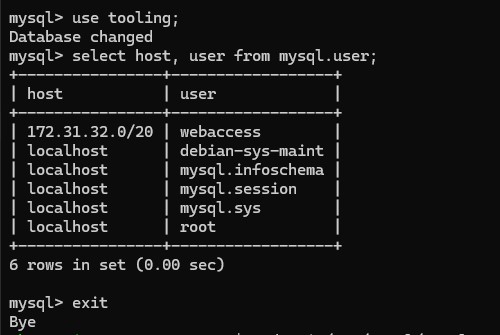 mysql> use tooling;
Database changed
mysql> select host, user from mysql.user;
+----------------+------------------+
| host           | user             |
+----------------+------------------+
| 172.31.32.0/20 | webaccess        |
| localhost      | debian-sys-maint |
| localhost      | mysql.infoschema |
| localhost      | mysql.session    |
| localhost      | mysql.sys        |
| localhost      | root             |
+----------------+------------------+
6 rows in set (0.00 sec)
mysql> exit
Bye